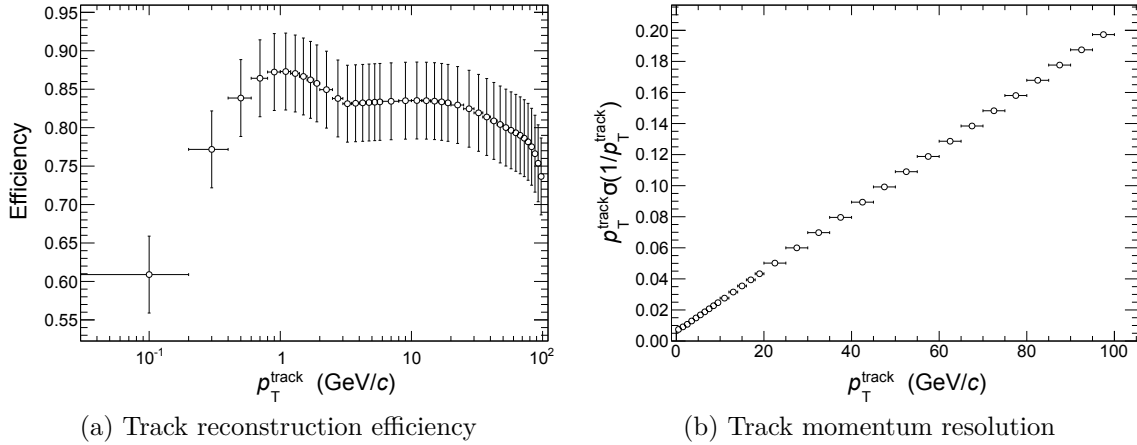 0.95
0.90
0.85
0.80
0.75
0.70
0.65
0.60
0.55
Efficiency
10⁻¹ 1 10 10²
p_T^track (GeV/c)
(a) Track reconstruction efficiency
0.20
0.18
0.16
0.14
0.12
0.10
0.08
0.06
0.04
0.02
0.00
p_T^track σ(1/p_T^track)
0 20 40 60 80 100
p_T^track (GeV/c)
(b) Track momentum resolution